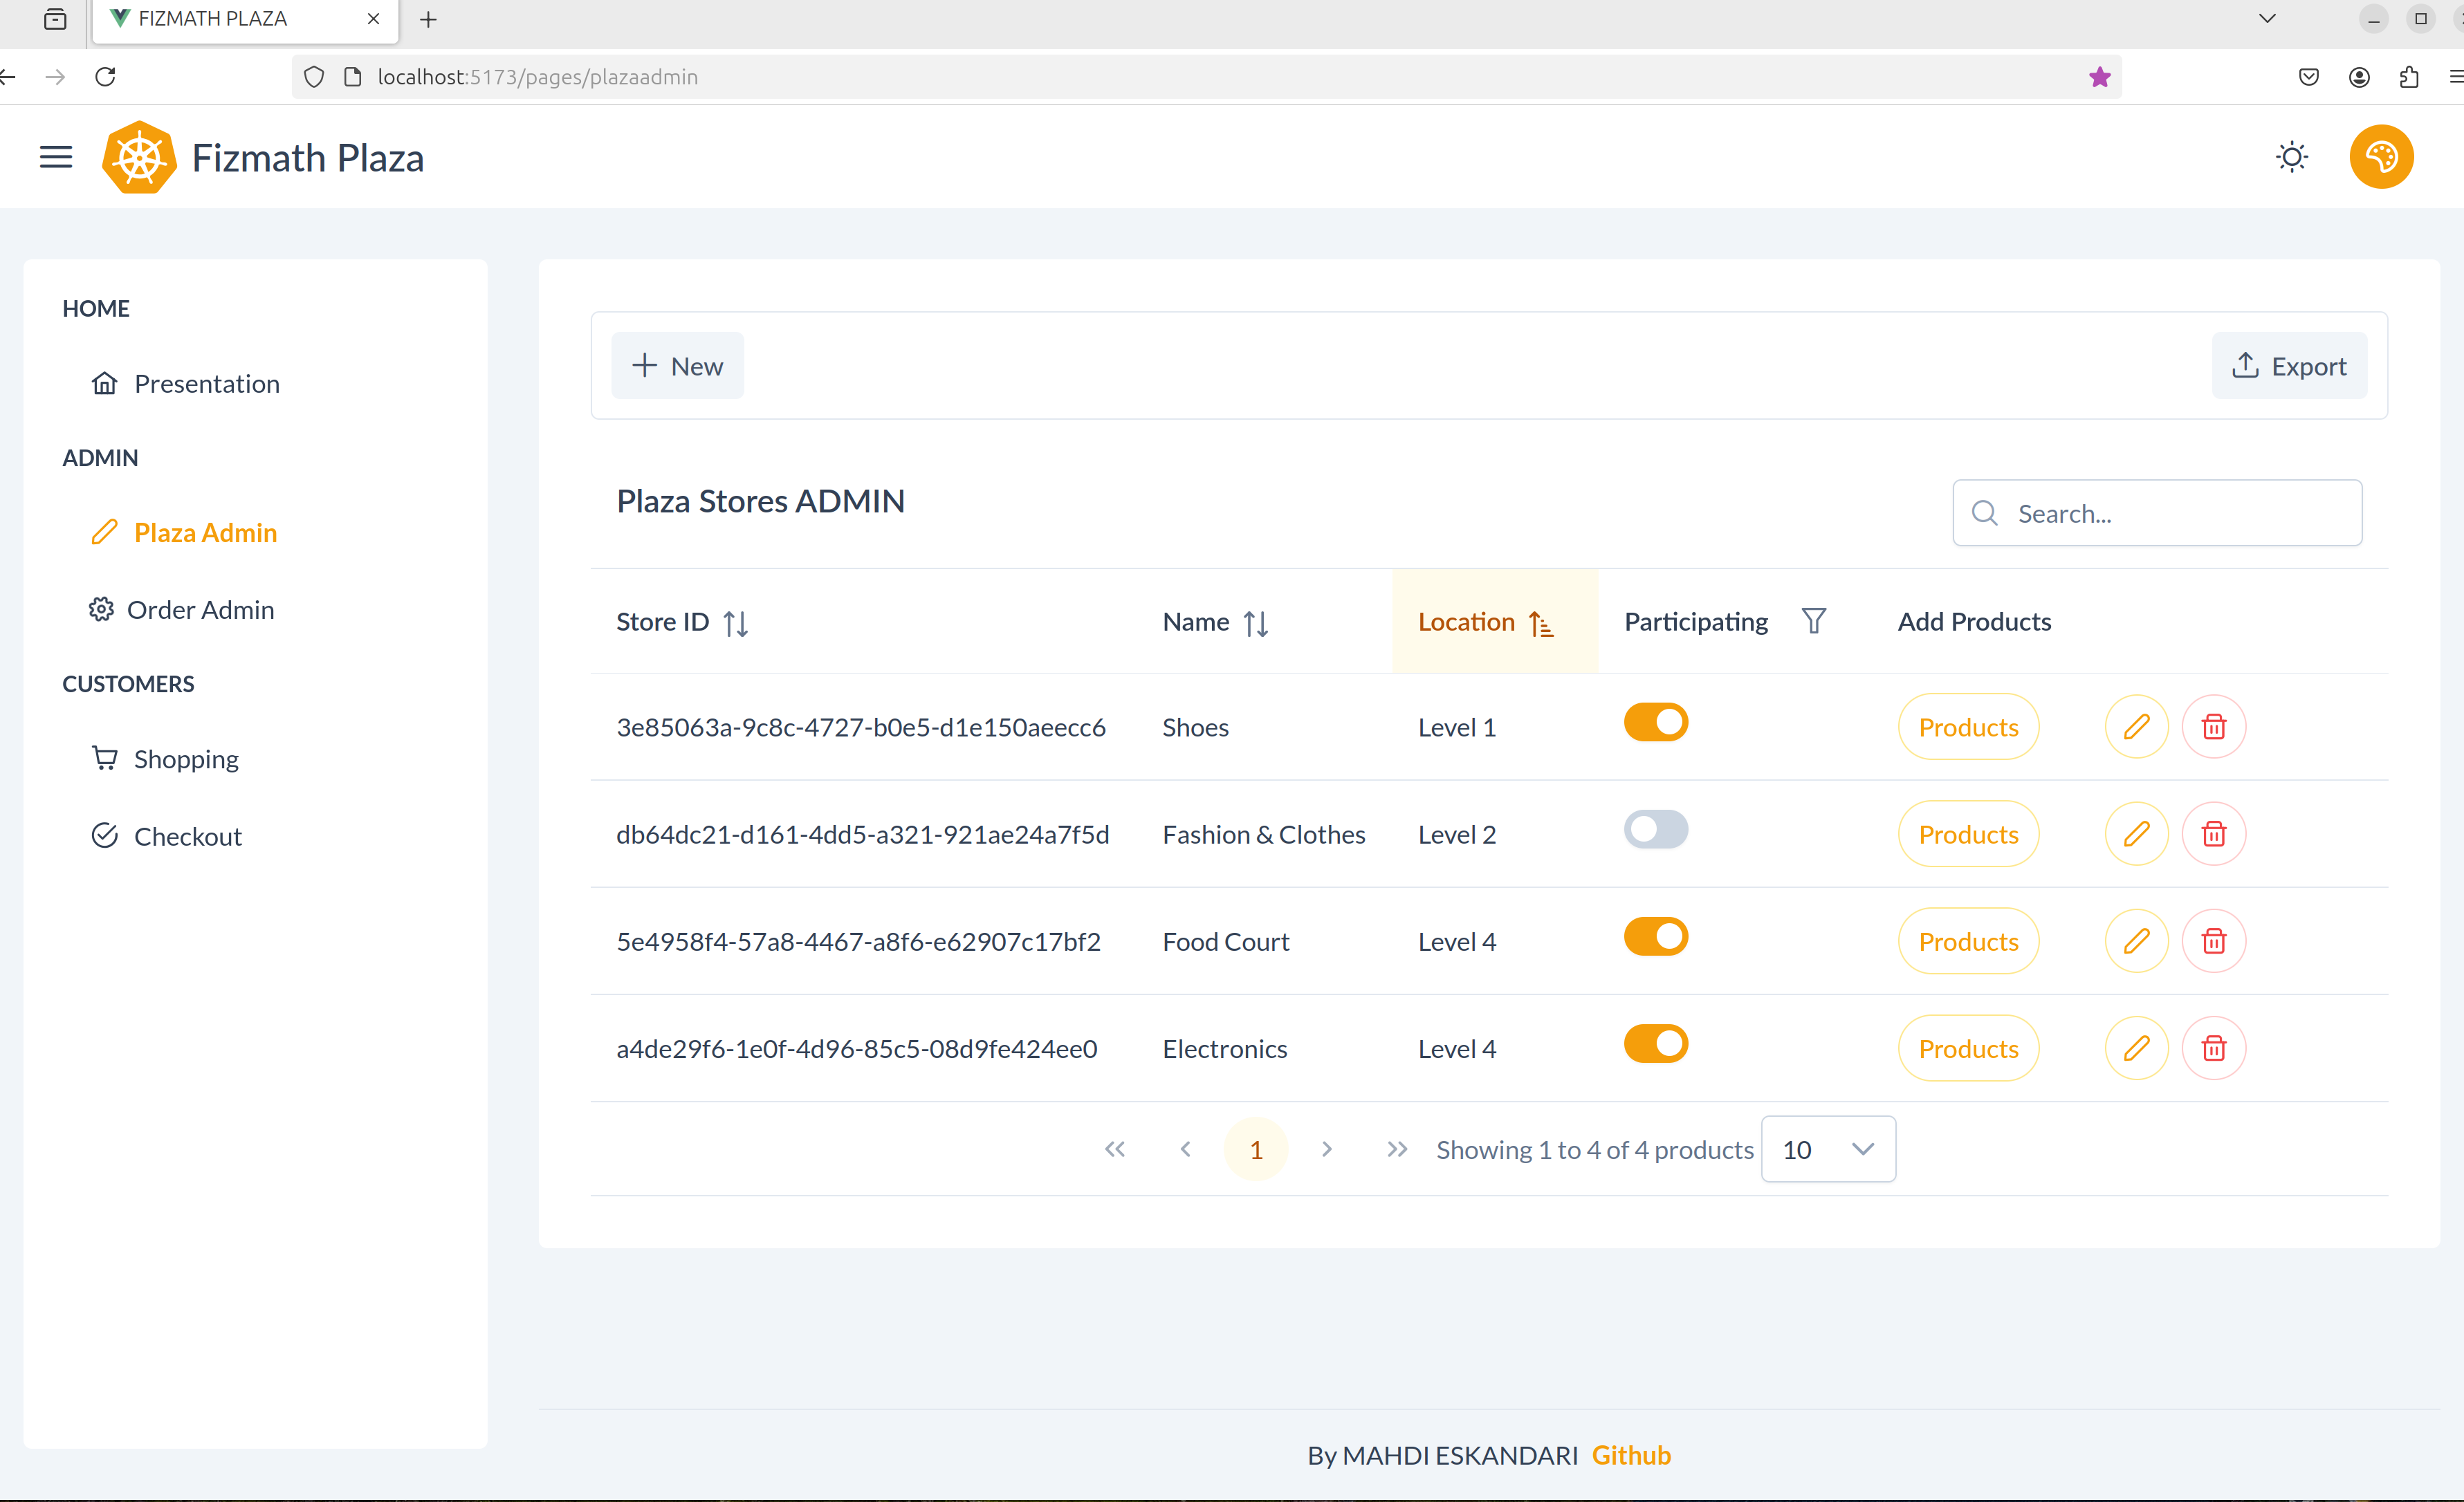 FIZMATH PLAZA
localhost:5173/pages/plazaadmin
Fizmath Plaza
HOME
Presentation
ADMIN
Plaza Admin
Order Admin
CUSTOMERS
Shopping
Checkout
New
Export
Plaza Stores ADMIN
Search...
Store ID Name Location Participating Add Products
3e85063a-9c8c-4727-b0e5-d1e150aeecc6 Shoes Level 1 Products
db64dc21-d161-4dd5-a321-921ae24a7f5d Fashion & Clothes Level 2 Products
5e4958f4-57a8-4467-a8f6-e62907c17bf2 Food Court Level 4 Products
a4de29f6-1e0f-4d96-85c5-08d9fe424ee0 Electronics Level 4 Products
1 Showing 1 to 4 of 4 products 10
By MAHDI ESKANDARI Github